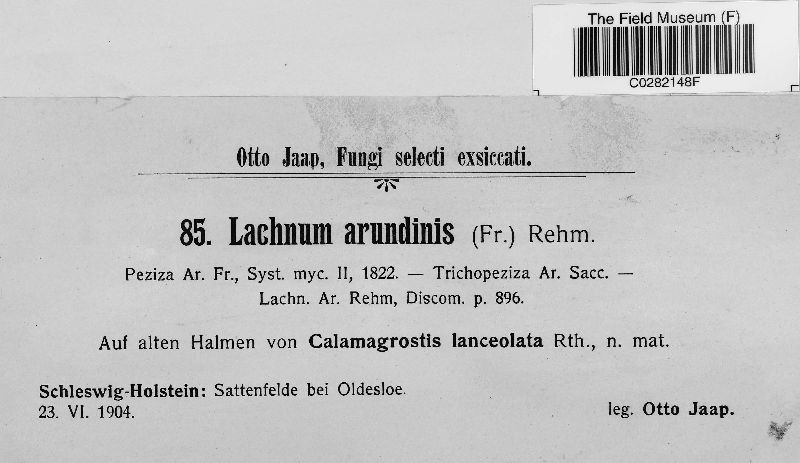 The Field Museum (F)
C0282148F
Otto Jaap, Fungi selecti exsiccati.
85. Lachnum arundinis (Fr.) Rehm.
Peziza Ar. Fr., Syst. myc. II, 1822. — Trichopeziza Ar. Sacc. —
Lachn. Ar. Rehm, Discom. p. 896.
Auf alten Halmen von Calamagrostis lanceolata Rth., n. mat.
Schleswig-Holstein: Sattenfelde bei Oldesloe.
23. VI. 1904.
leg. Otto Jaap.